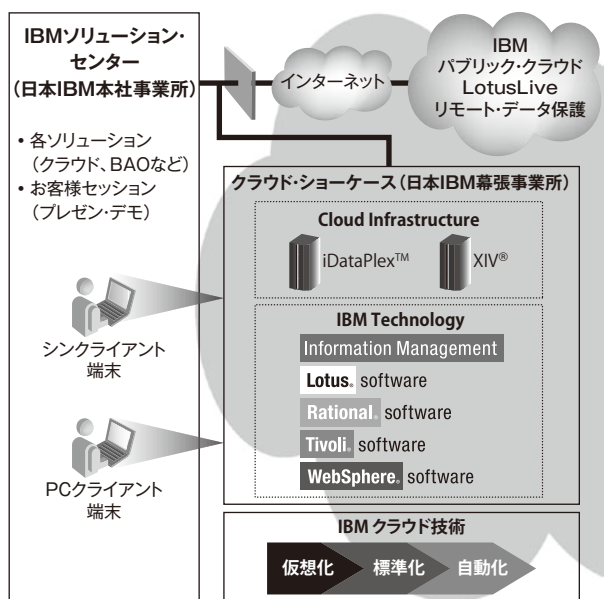 IBMソリューション・
センター
(日本IBM本社事業所)
• 各ソリューション
(クラウド、BAOなど)
• お客様セッション
(プレゼン・デモ)
シンクライアント
端末
PCクライアント
端末
インターネット
IBM
パブリック・クラウド
LotusLive
リモート・データ保護
クラウド・ショーケース(日本IBM幕張事業所)
Cloud Infrastructure
iDataPlex™ XIV®
IBM Technology
Information Management
Lotus® software
Rational® software
Tivoli® software
WebSphere® software
IBM クラウド技術
仮想化 標準化 自動化